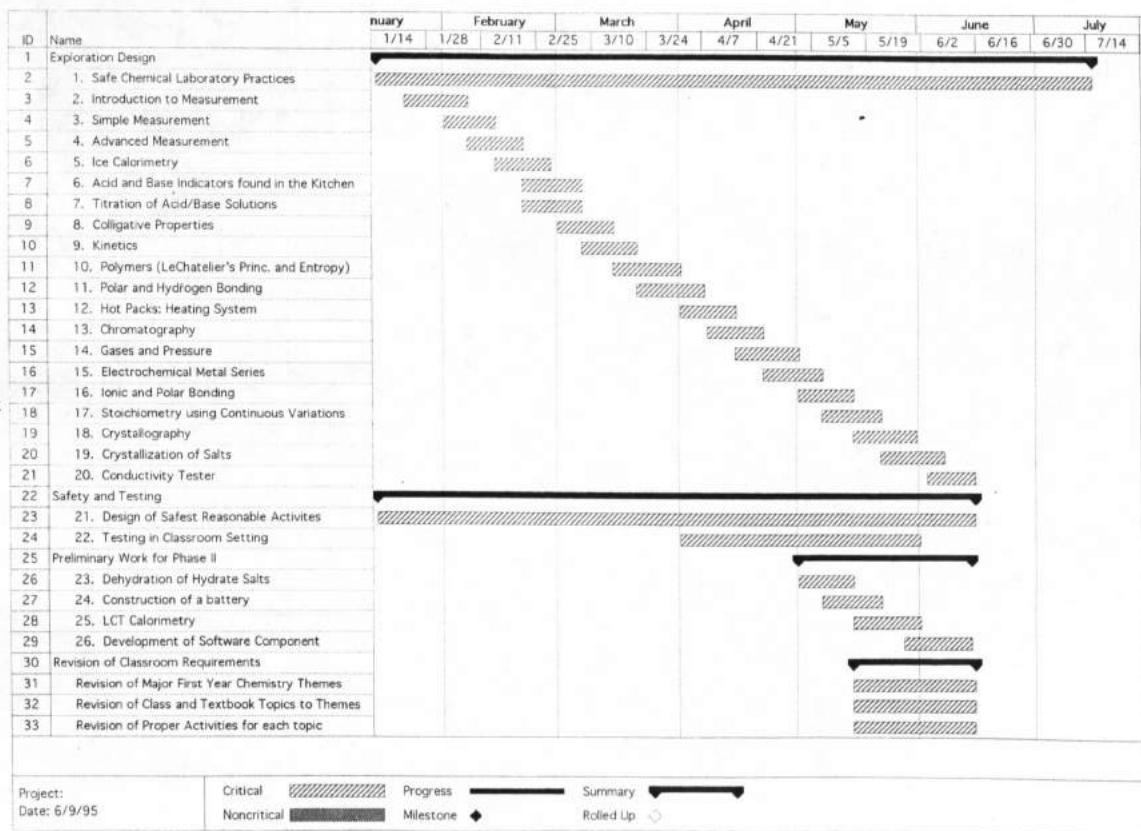 nuary February March April May June July
ID Name 1/14 1/28 2/11 2/25 3/10 3/24 4/7 4/21 5/5 5/19 6/2 6/16 6/30 7/14
1 Exploration Design
2 1. Safe Chemical Laboratory Practices
3 2. Introduction to Measurement
4 3. Simple Measurement
5 4. Advanced Measurement
6 5. Ice Calorimetry
7 6. Acid and Base Indicators found in the Kitchen
8 7. Titration of Acid/Base Solutions
9 8. Colligative Properties
10 9. Kinetics
11 10. Polymers (LeChatelier's Princ. and Entropy)
12 11. Polar and Hydrogen Bonding
13 12. Hot Packs: Heating System
14 13. Chromatography
15 14. Gases and Pressure
16 15. Electrochemical Metal Series
17 16. Ionic and Polar Bonding
18 17. Stoichiometry using Continuous Variations
19 18. Crystallography
20 19. Crystallization of Salts
21 20. Conductivity Tester
22 Safety and Testing
23 21. Design of Safest Reasonable Activites
24 22. Testing in Classroom Setting
25 Preliminary Work for Phase II
26 23. Dehydration of Hydrate Salts
27 24. Construction of a battery
28 25. LCT Calorimetry
29 26. Development of Software Component
30 Revision of Classroom Requirements
31 Revision of Major First Year Chemistry Themes
32 Revision of Class and Textbook Topics to Themes
33 Revision of Proper Activities for each topic
Project:
Date: 6/9/95
Critical Progress Summary
Noncritical Milestone Rolled Up